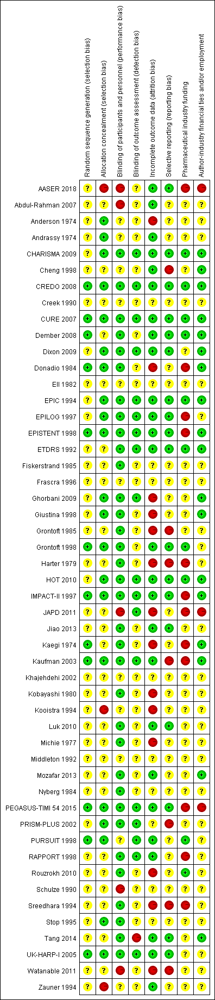 Random sequence generation (selection bias)
Allocation concealment (selection bias)
Blinding of participants and personnel (performance bias)
Blinding of outcome assessment (detection bias)
Incomplete outcome data (attrition bias)
Selective reporting (reporting bias)
Pharmaceutical industry funding
Author-industry financial ties and/or employment
AASER 2018 ? ? + +
Abdul-Rahman 2007 ? ? ? + ? ? ?
Anderson 1974 ? + ? ? ? ? ?
Andrassy 1974 ? + ? ? + ? ? ?
CHARISMA 2009 ? + + + + + + +
Cheng 1998 ? ? ? ? + ? +
CREDO 2008 + + + + + + + +
Creek 1990 ? ? ? ? ? ? ? ?
CURE 2007 + + + + + + + +
Dember 2008 + ? + ? + + + +
Dixon 2009 ? + + + + + ? +
Donadio 1984 + + + ? ? +
Ell 1982 ? ? ? ? ? ? ? ?
EPIC 1994 ? + + + + + + +
EPILOG 1997 ? + + + + + ?
EPISTENT 1998 + + + + + + +
ETDRS 1992 ? ? + + + + + +
Fiskerstrand 1985 ? ? + ? ? ? ? ?
Frascra 1996 ? ? ? ? ? ? ? ?
Ghorbani 2009 ? + + + ? ? +
Giustina 1998 ? + + ? ? ? +
Grontoft 1985 ? ? + ? ? ?
Grontoft 1998 + + + ? + + + ?
Harter 1979 ? ? + ? ?
HOT 2010 ? + + + + + + +
IMPACT-II 1997 + + + + + + +
JAPD 2011 ? ? + ?
Jiao 2013 ? ? + ? + + ? ?
Kaegi 1974 + ? + ? ? +
Kaufman 2003 + + + + + +
Khajehdehi 2002 ? ? ? ? ? ? ? ?
Kobayashi 1980 ? ? + ? ? ? ?
Kooistra 1994 ? ? ? ? ? ?
Luk 2010 ? ? + ? + + ? ?
Michie 1977 ? ? + ? ? ? ?
Middleton 1992 ? ? ? ? ? ? ? ?
Mozafar 2013 ? ? + ? + ? ? +
Nyberg 1984 ? ? + ? ? ? ? ?
PEGASUS-TIMI 54 2015 + + + + + +
PRISM-PLUS 2002 ? + + + ? ? ?
PURSUIT 1998 + + ? + + ? + ?
RAPPORT 1998 ? ? + + + ? ?
Rouzrokh 2010 ? ? + ? ? + ?
Schulze 1990 ? ? ? ? ? ? ?
Sreedhara 1994 ? ? + ? ?
Stop 1995 ? + + ? ? ? ? ?
Tang 2014 ? ? + + + ? +
UK-HARP-I 2005 + + + + + + ? ?
Watanable 2011 ? ? ? ? ?
Zauner 1994 ? ? ? + ? ? ?